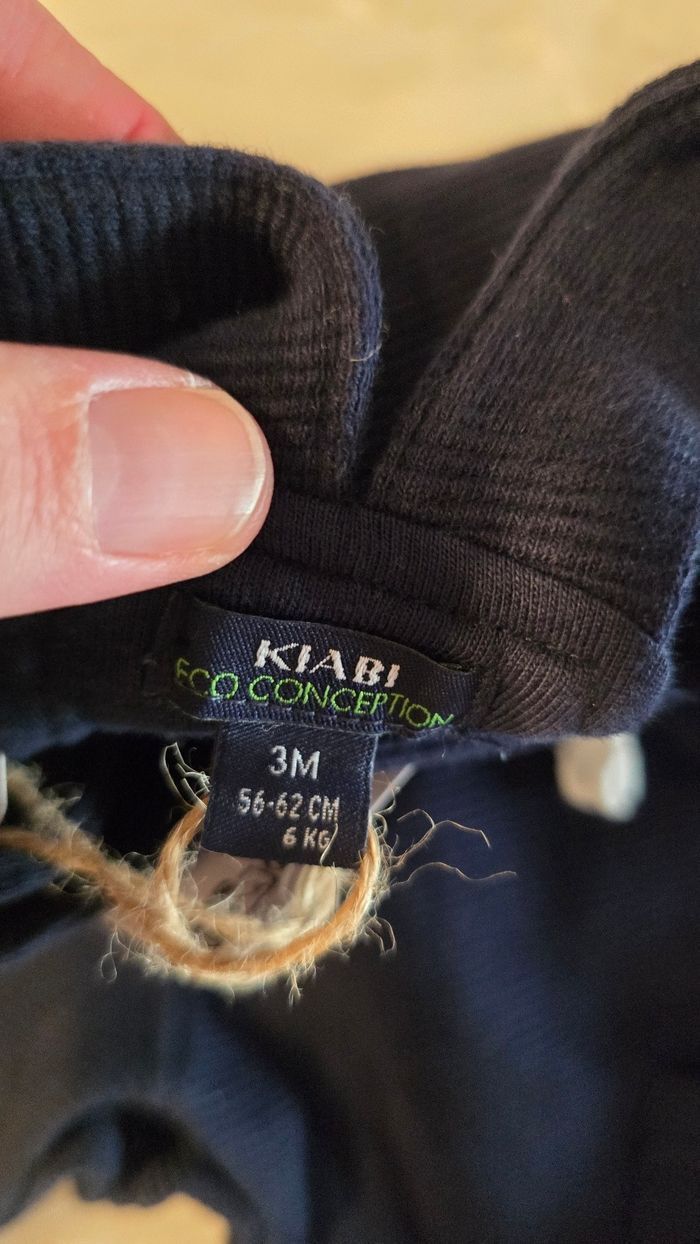 KIABI
ECO CONCEPTION
3M
56-62 CM
6 KG